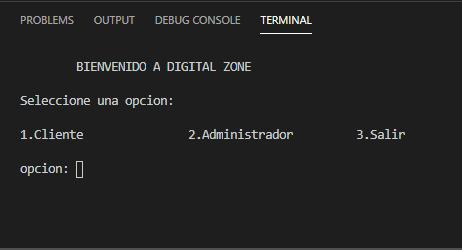 PROBLEMS OUTPUT DEBUG CONSOLE TERMINAL
BIENVENIDO A DIGITAL ZONE
Seleccione una opcion:
1.Cliente 2.Administrador 3.Salir
opcion: